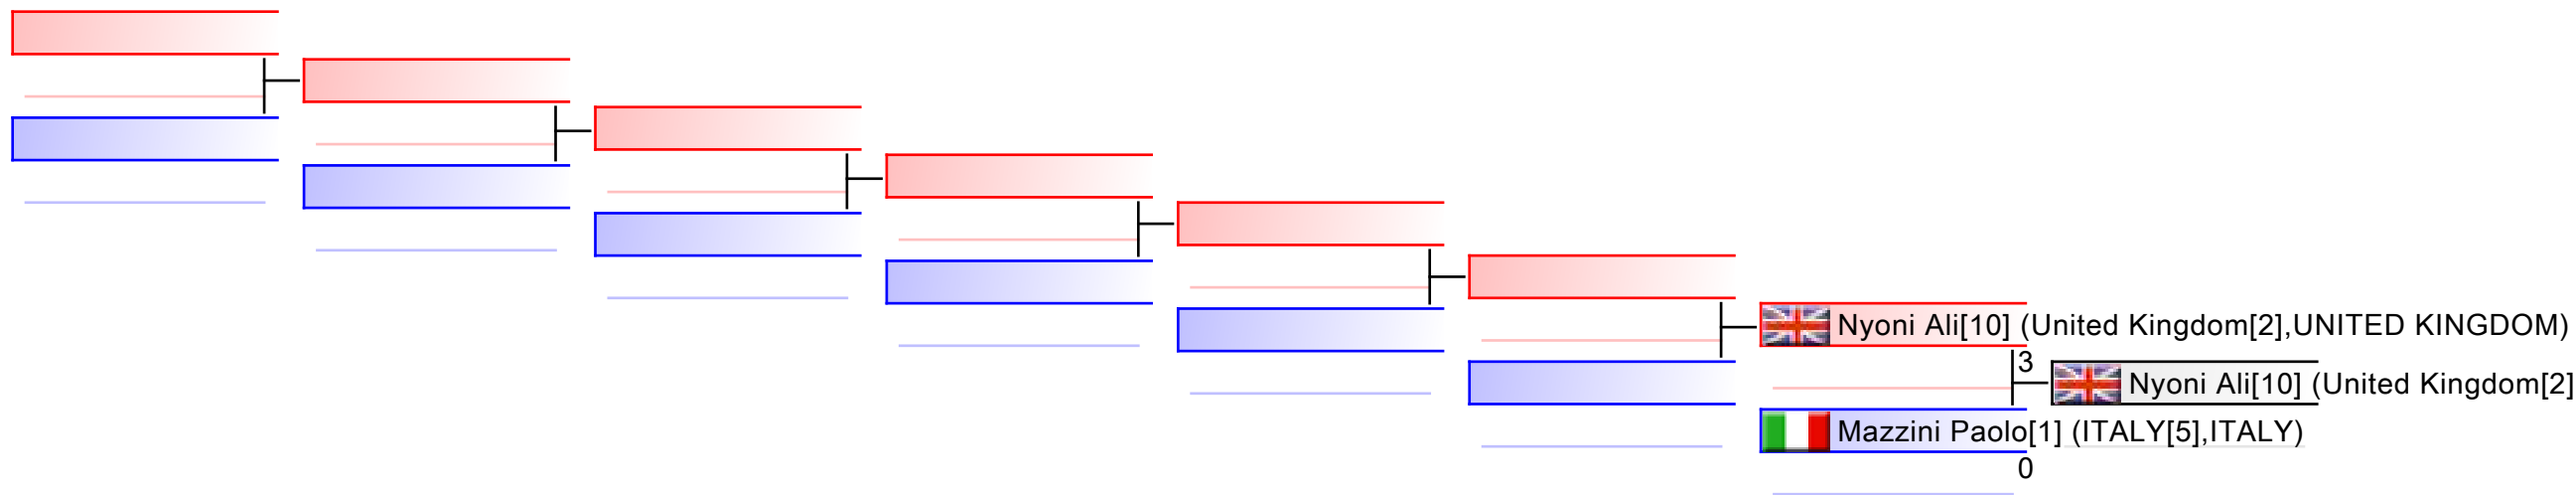 Nyoni Ali[10] (United Kingdom[2],UNITED KINGDOM)
3
Nyoni Ali[10] (United Kingdom[2]
Mazzini Paolo[1] (ITALY[5],ITALY)
0